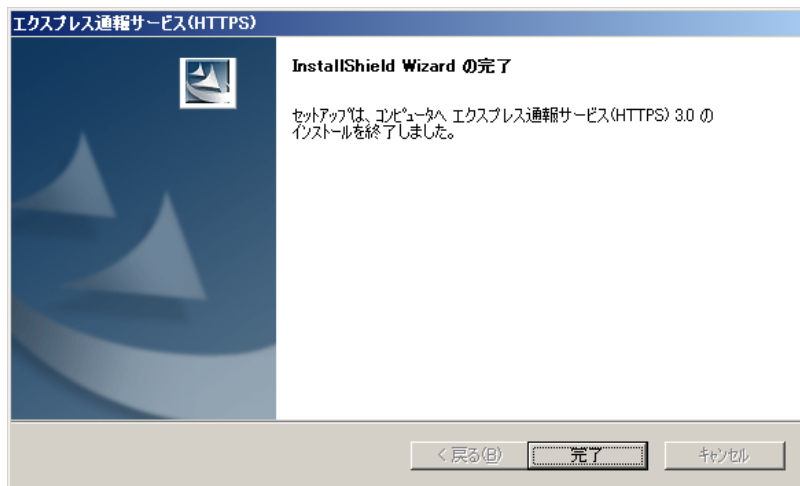 エクスプレス通報サービス(HTTPS)
InstallShield Wizard の完了
セットアップは、コンピュータへ エクスプレス通報サービス(HTTPS) 3.0 の
インストールを終了しました。
< 戻る(B)
完了
キャンセル